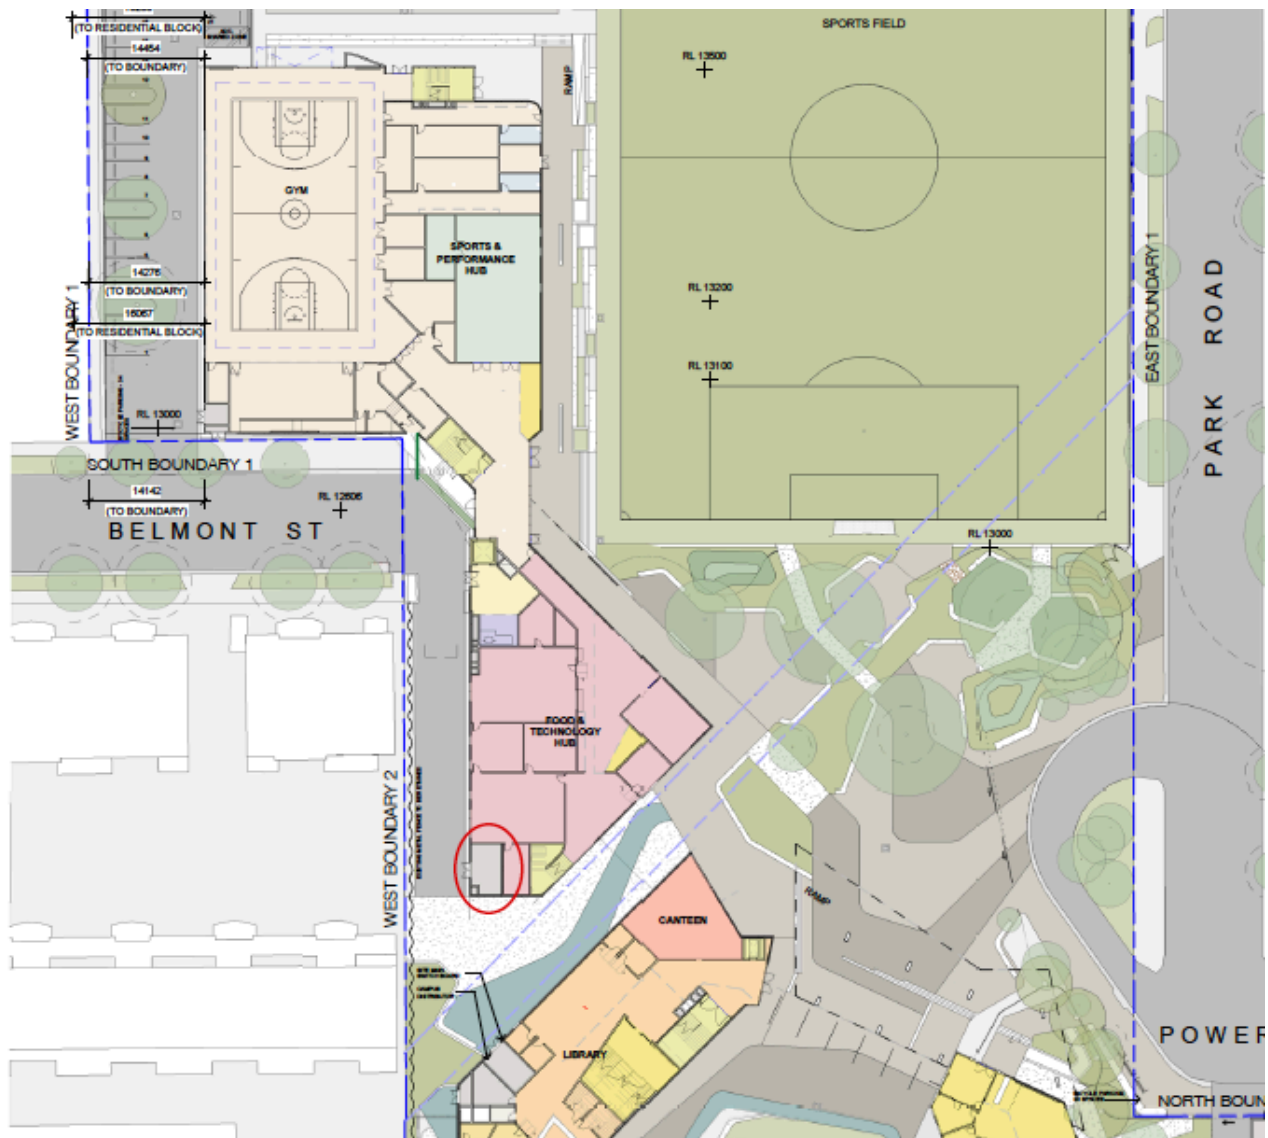 (TO RESIDENTIAL BLOCK)
14464
(TO BOUNDARY)
SPORTS FIELD
RL 13500
RAMP
GYM
SPORTS &
PERFORMANCE
HUB
14276
(TO BOUNDARY)
16067
(TO RESIDENTIAL BLOCK)
RL 13200
RL 13100
WEST BOUNDARY 1
EAST BOUNDARY 1
PARK ROAD
RL 13000
SOUTH BOUNDARY 1
14142
(TO BOUNDARY)
RL 12606
BELMONT ST
RL 13000
FOOD &
TECHNOLOGY
HUB
WEST BOUNDARY 2
RAMP
CANTEEN
LIBRARY
POWER
NORTH BOUN